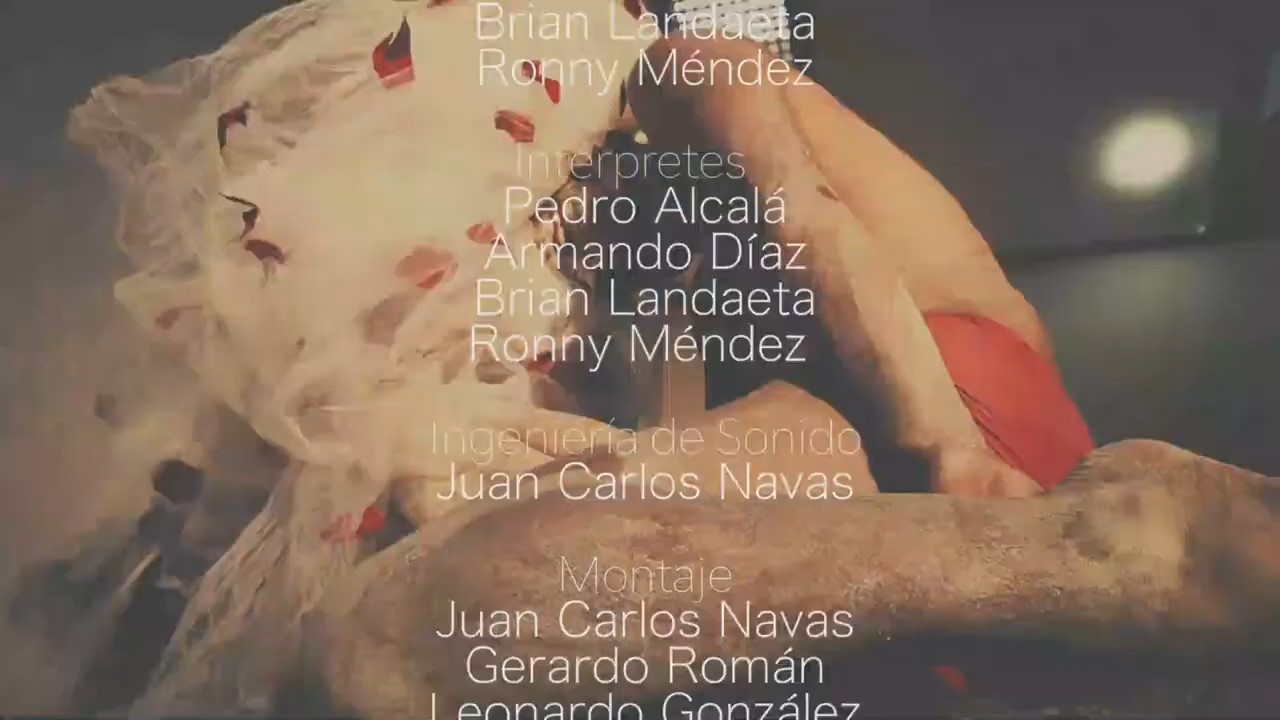 Brian Landaeta
Ronny Méndez
Interpretes
Pedro Alcalá
Armando Díaz
Brian Landaeta
Ronny Méndez
Ingeniería de Sonido
Juan Carlos Navas
Montaje
Juan Carlos Navas
Gerardo Román
Leonardo González